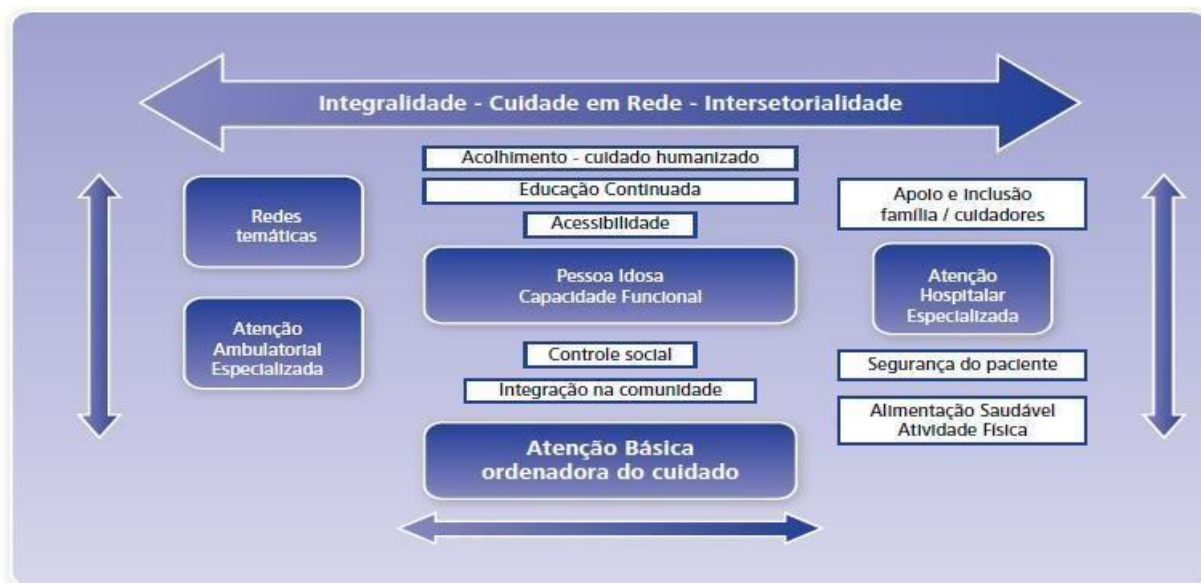 Integralidade - Cuidade em Rede - Intersetorialidade
Acolhimento - cuidado humanizado
Educação Continuada
Acessibilidade
Redes
temáticas
Apoio e inclusão
família / cuidadores
Pessoa Idosa
Capacidade Funcional
Atenção
Hospitalar
Especializada
Atenção
Ambulatorial
Especializada
Controle social
Integração na comunidade
Segurança do paciente
Alimentação Saudável
Atividade Física
Atenção Básica
ordenadora do cuidado